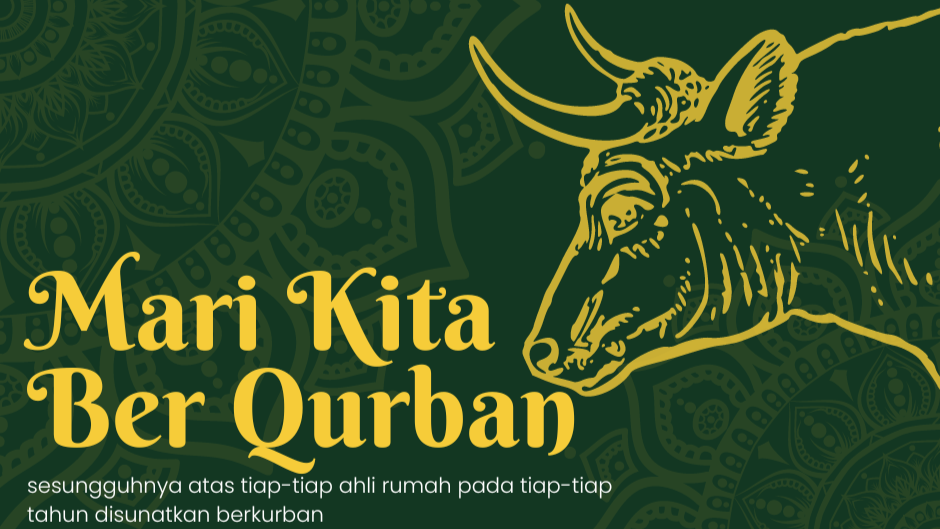 Mari Kita
Ber Qurban
sesungguhnya atas tiap-tiap ahli rumah pada tiap-tiap
tahun disunatkan berkurban